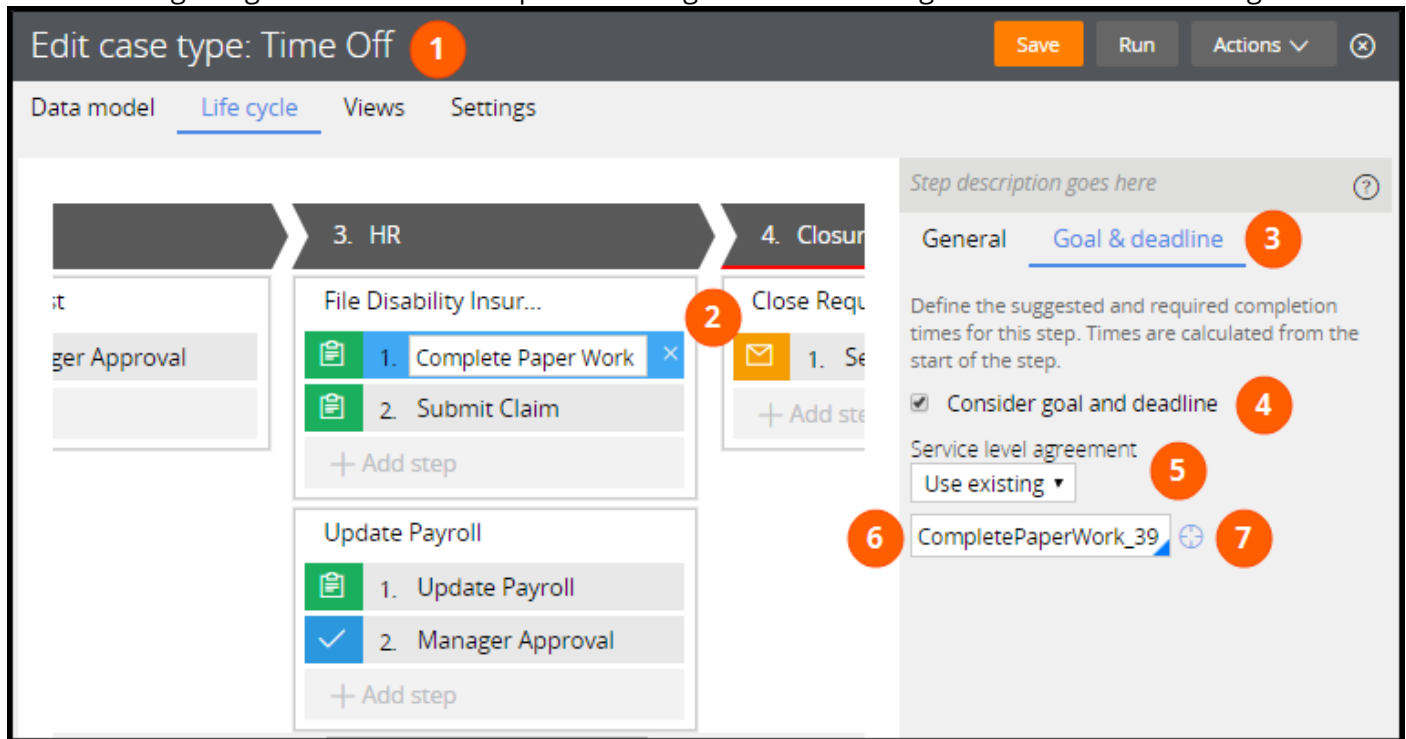 Edit case type: Time Off 1 Save Run Actions
Data model Life cycle Views Settings
Step description goes here ?
3. HR 4. Closur General Goal & deadline 3
st File Disability Insur... 2 Close Requ
Define the suggested and required completion
times for this step. Times are calculated from the
start of the step.
ger Approval 1. Complete Paper Work × 1. Se
2. Submit Claim + Add ste Consider goal and deadline 4
+ Add step Service level agreement
Use existing 5
Update Payroll 6 CompletePaperWork_39 7
1. Update Payroll
2. Manager Approval
+ Add step